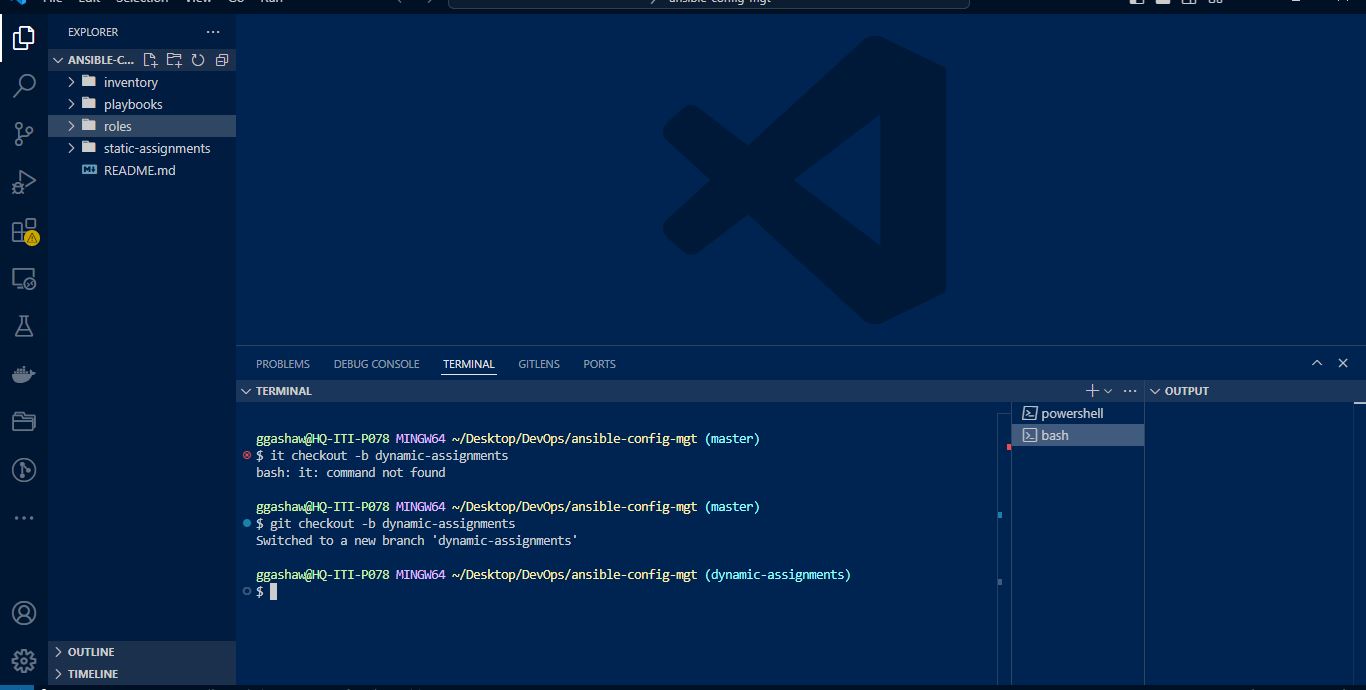 File Edit Selection View Go Run
ansible-config-mgt
EXPLORER
ANSIBLE-C...
inventory
playbooks
roles
static-assignments
README.md
OUTLINE
TIMELINE
PROBLEMS DEBUG CONSOLE TERMINAL GITLENS PORTS
TERMINAL
ggashaw@HQ-ITI-P078 MINGW64 ~/Desktop/DevOps/ansible-config-mgt (master)
$ it checkout -b dynamic-assignments
bash: it: command not found
ggashaw@HQ-ITI-P078 MINGW64 ~/Desktop/DevOps/ansible-config-mgt (master)
$ git checkout -b dynamic-assignments
Switched to a new branch 'dynamic-assignments'
ggashaw@HQ-ITI-P078 MINGW64 ~/Desktop/DevOps/ansible-config-mgt (dynamic-assignments)
$
powershell
bash
OUTPUT